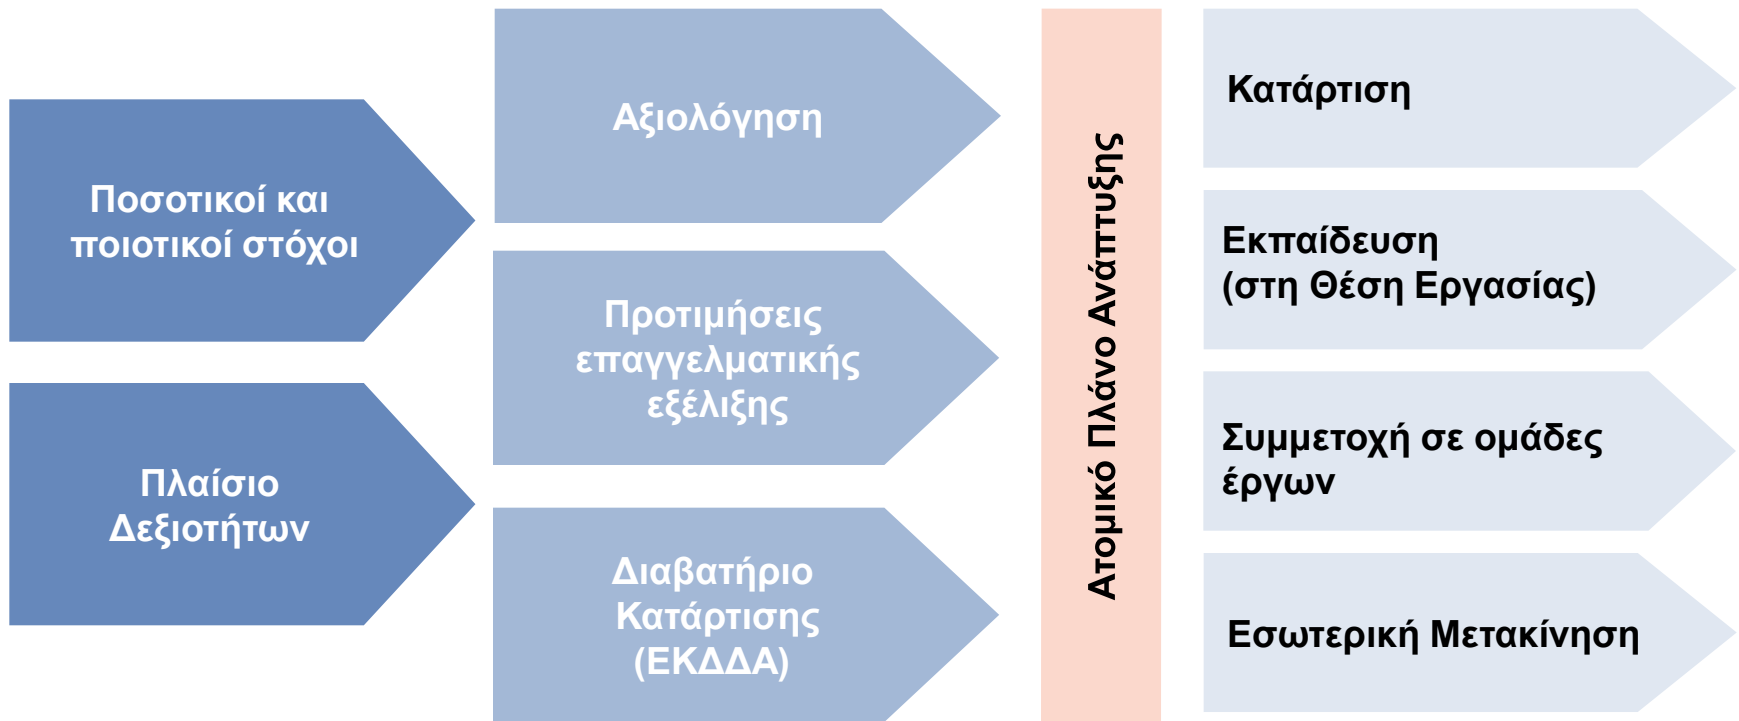 Ποσοτικοί και
ποιοτικοί στόχοι
Πλαίσιο
Δεξιοτήτων
Αξιολόγηση
Προτιμήσεις
επαγγελματικής
εξέλιξης
Διαβατήριο
Κατάρτισης
(ΕΚΔΔΑ)
Ατομικό Πλάνο Ανάπτυξης
Κατάρτιση
Εκπαίδευση
(στη Θέση Εργασίας)
Συμμετοχή σε ομάδες
έργων
Εσωτερική Μετακίνηση